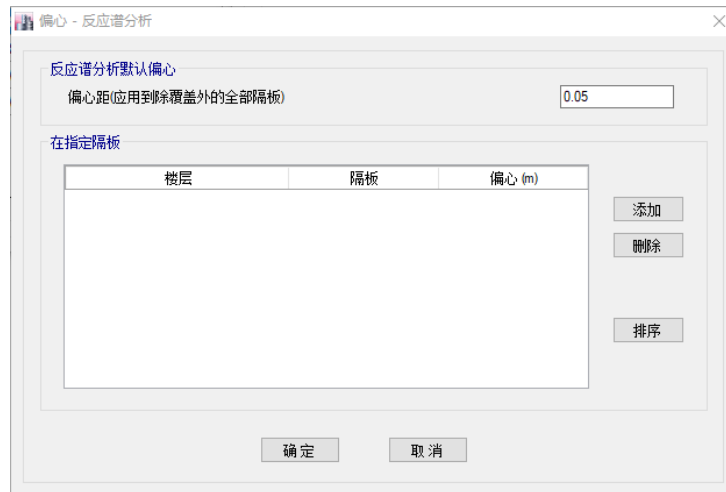 偏心 - 反应谱分析
反应谱分析默认偏心
偏心距(应用到除覆盖外的全部隔板)
0.05
在指定隔板
楼层 隔板 偏心 (m)
添加
删除
排序
确定 取消